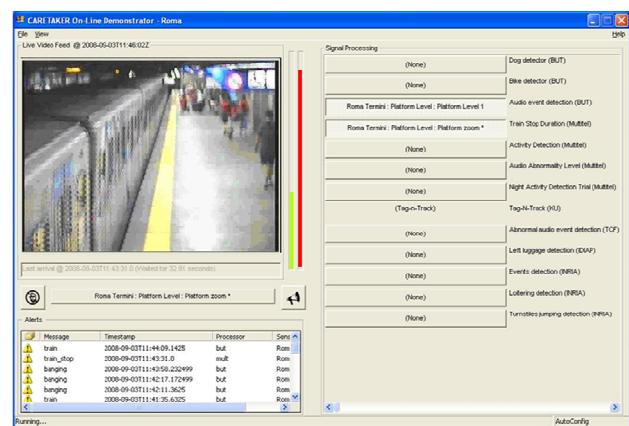 CARETAKER On-Line Demonstrator - Roma
File View Help
Live Video Feed @ 2008-09-03T11:46:02Z
Last arrival @ 2008-09-03T11:43:31.0 (Waited for 32.81 seconds)
Roma Termini : Platform Level : Platform zoom *
Alerts
Message Timestamp Processor Sens
train 2008-09-03T11:44:09.1425 but Rom
train_stop 2008-09-03T11:43:31.0 mult Rom
banging 2008-09-03T11:43:58.232499 but Rom
banging 2008-09-03T11:42:17.172499 but Rom
banging 2008-09-03T11:42:11.3625 but Rom
train 2008-09-03T11:41:35.6325 but Rom
Signal Processing
(None) Dog detector (BUT)
(None) Bike detector (BUT)
Roma Termini : Platform Level : Platform Level 1 Audio event detection (BUT)
Roma Termini : Platform Level : Platform zoom * Train Stop Duration (Multitel)
(None) Activity Detection (Multitel)
(None) Audio Abnormality Level (Multitel)
(None) Night Activity Detection Trial (Multitel)
(Tag-n-Track) Tag-N-Track (KU)
(None) Abnormal audio event detection (TCF)
(None) Left luggage detection (IDIAP)
(None) Events detection (INRIA)
(None) Loitering detection (INRIA)
(None) Turnstiles jumping detection (INRIA)
Running... AutoConfig